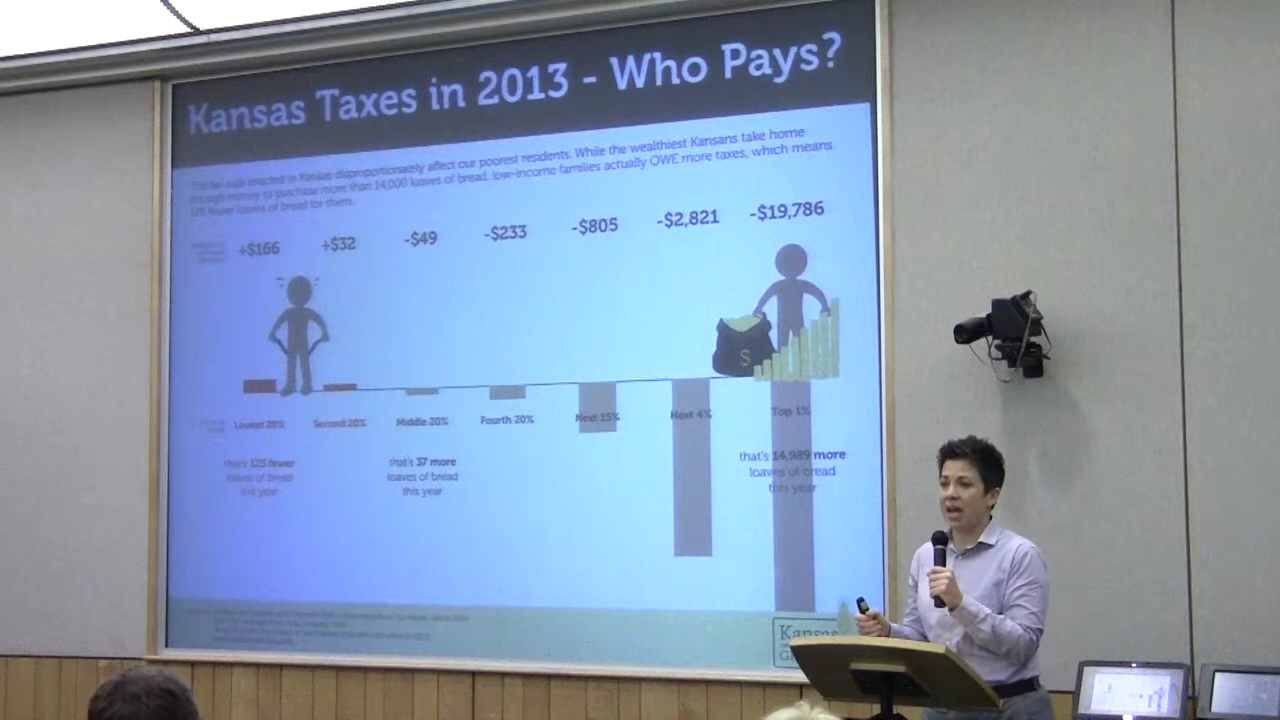 Kansas Taxes in 2013 - Who Pays?
The tax cuts enacted in Kansas disproportionately affect our poorest residents. While the wealthiest Kansans take home
enough money to purchase more than 14,000 loaves of bread, low-income families actually OWE more taxes, which means
125 fewer loaves of bread for them.
+$166 +$32 -$49 -$233 -$805 -$2,821 -$19,786
$
Lowest 20% Second 20% Middle 20% Fourth 20% Next 15% Next 4% Top 1%
that's 125 fewer
loaves of bread
this year
that's 37 more
loaves of bread
this year
that's 14,989 more
loaves of bread
this year
Kansas